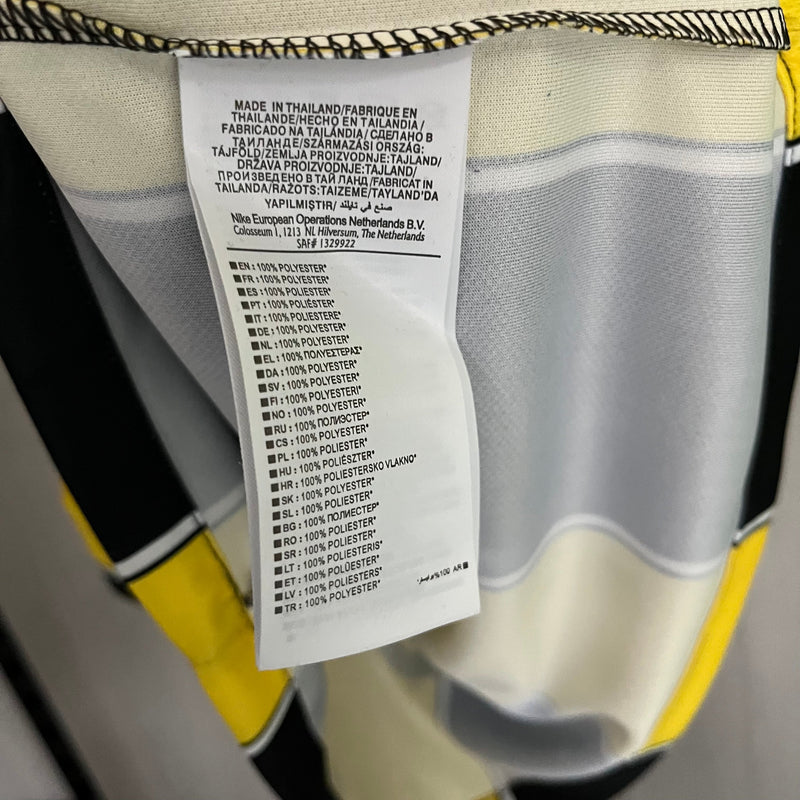 MADE IN THAILAND/FABRIQUE EN
THAILANDE/HECHO EN TAILANDIA/
FABRICADO NA TAILÂNDIA/СДЕЛАНО В
ТАИЛАНДЕ/SZÁRMAZÁSI ORSZÁG:
TÁJFÖLD/ZEMLJA PROIZVODNJE:TAJLAND/
DRŽAVA PROIZVODNJE:TAJLAND/
ПРОИЗВЕДЕНО В ТАЙЛАНД/FABRICAT IN
TAILANDA/RAŽOTS:TAIZEME/TAYLAND'DA
YAPILMIŞTIR/ صنع في تايلند
Nike European Operations Netherlands B.V.
Colosseum 1, 1213 NL Hilversum, The Netherlands
SAF# 1329922
■EN:100% POLYESTER*
■FR:100% POLYESTER*
■ES:100% POLIÉSTER*
■PT:100% POLIÉSTER*
■IT:100% POLIESTERE*
■DE:100% POLYESTER*
■NL:100% POLYESTER*
■EL:100% ΠΟΛΥΕΣΤΕΡΑΣ*
■DA:100% POLYESTER*
■SV:100% POLYESTER*
■FI:100% POLYESTERI*
■NO:100% POLYESTER*
■RU:100% ПОЛИЭСТЕР*
■CS:100% POLYESTER*
■PL:100% POLIESTER*
■HU:100% POLIÉSZTER*
■HR:100% POLIESTERSKO VLAKNO*
■SK:100% POLYESTER*
■SL:100% POLIESTER*
■BG:100% ПОЛИЕСТЕР*
■RO:100% POLIESTER*
■SR:100% POLIESTER*
■LT:100% POLIESTERIS*
■ET:100% POLÜESTER*
■LV:100% POLIESTERS*
■TR:100% POLYESTER*
■AR 100% بوليستر*